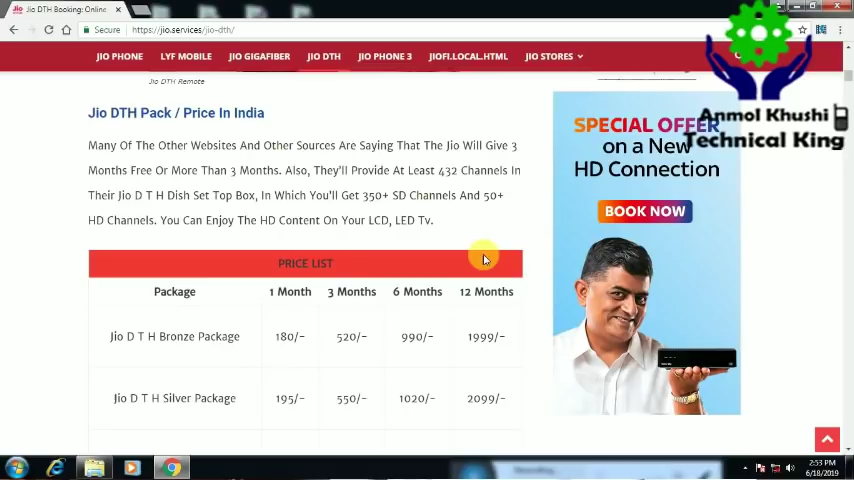 Jio DTH Booking: Online
Secure
https://jio.services/jio-dth/
JIO PHONE
LYF MOBILE
JIO GIGAFIBER
JIO DTH
JIO PHONE 3
JIOFI.LOCAL.HTML
JIO STORES
Jio DTH Remote
Jio DTH Pack / Price In India
Many Of The Other Websites And Other Sources Are Saying That The Jio Will Give 3
Months Free Or More Than 3 Months. Also, They'll Provide At Least 432 Channels In
Their Jio D T H Dish Set Top Box, In Which You'll Get 350+ SD Channels And 50+
HD Channels. You Can Enjoy The HD Content On Your LCD, LED Tv.
PRICE LIST
Package 1 Month 3 Months 6 Months 12 Months
Jio D T H Bronze Package 180/- 520/- 990/- 1999/-
Jio D T H Silver Package 195/- 550/- 1020/- 2099/-
SPECIAL OFFER
on a New
HD Connection
BOOK NOW
Anmol Khushi
Technical King
2:53 PM
6/18/2019